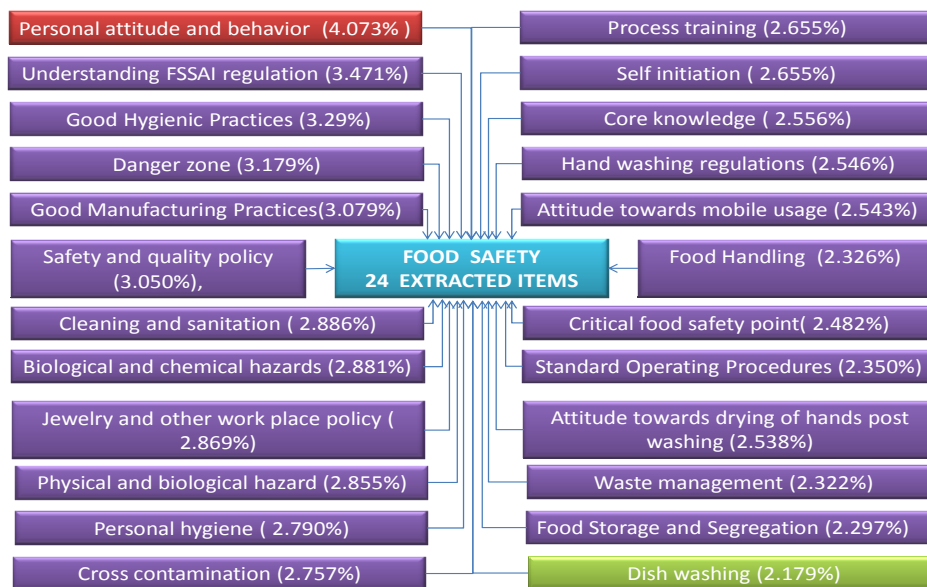 Personal attitude and behavior (4.073% )
Understanding FSSAI regulation (3.471%)
Good Hygienic Practices (3.29%)
Danger zone (3.179%)
Good Manufacturing Practices(3.079%)
Safety and quality policy
(3.050%),
Cleaning and sanitation ( 2.886%)
Biological and chemical hazards (2.881%)
Jewelry and other work place policy (
2.869%)
Physical and biological hazard (2.855%)
Personal hygiene ( 2.790%)
Cross contamination (2.757%)
FOOD SAFETY
24 EXTRACTED ITEMS
Process training (2.655%)
Self initiation ( 2.655%)
Core knowledge ( 2.556%)
Hand washing regulations (2.546%)
Attitude towards mobile usage (2.543%)
Food Handling (2.326%)
Critical food safety point( 2.482%)
Standard Operating Procedures (2.350%)
Attitude towards drying of hands post
washing (2.538%)
Waste management (2.322%)
Food Storage and Segregation (2.297%)
Dish washing (2.179%)